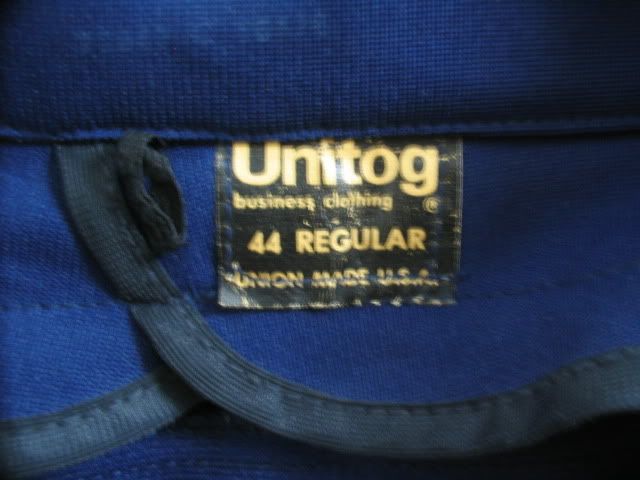 Unitog
business clothing ®
44 REGULAR
UNION MADE U.S.A.